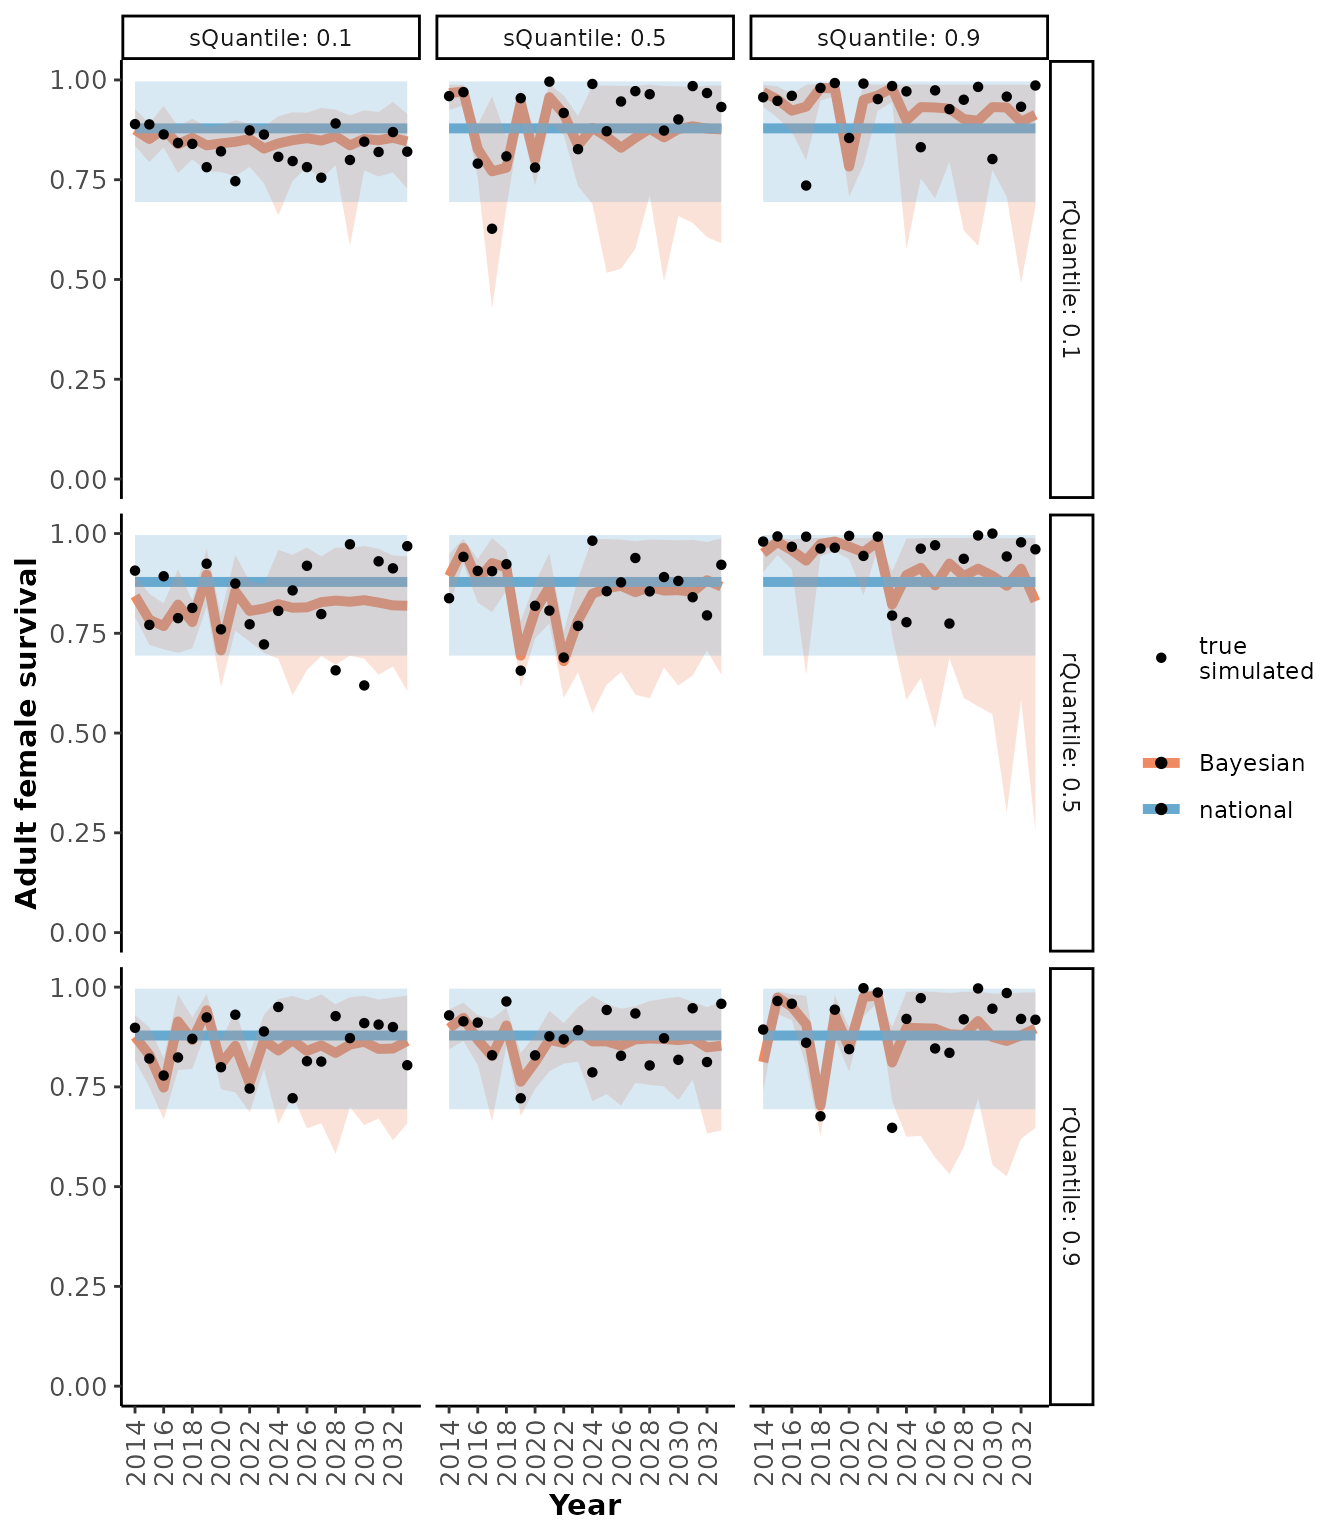 sQuantile: 0.1
sQuantile: 0.5
sQuantile: 0.9
1.00
0.75
0.50
0.25
0.00
rQuantile: 0.1
1.00
0.75
0.50
0.25
0.00
rQuantile: 0.5
1.00
0.75
0.50
0.25
0.00
rQuantile: 0.9
Adult female survival
2014 2016 2018 2020 2022 2024 2026 2028 2030 2032
2014 2016 2018 2020 2022 2024 2026 2028 2030 2032
2014 2016 2018 2020 2022 2024 2026 2028 2030 2032
Year
true
simulated
Bayesian
national